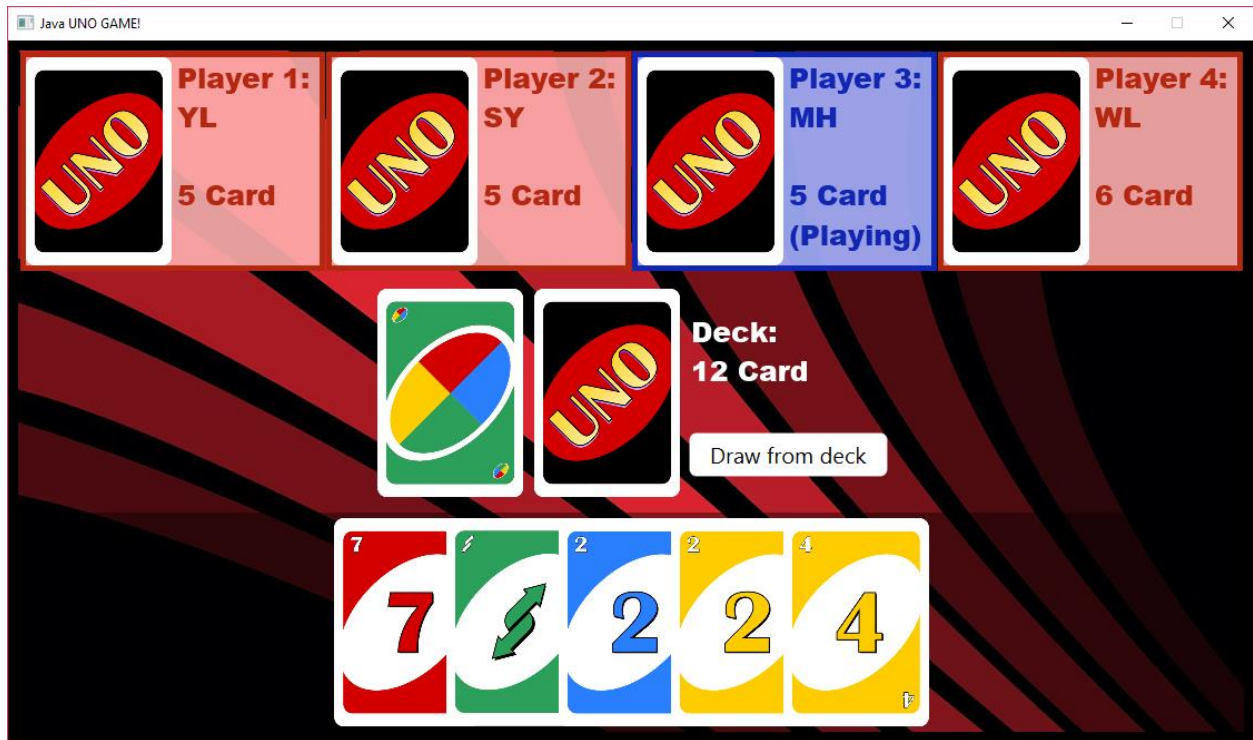 Java UNO GAME!
Player 1:
YL
5 Card
UNO
Player 2:
SY
5 Card
UNO
Player 3:
MH
5 Card
(Playing)
UNO
Player 4:
WL
6 Card
UNO
UNO
Deck:
12 Card
Draw from deck
7
7
2
2
2
2
4
4
4